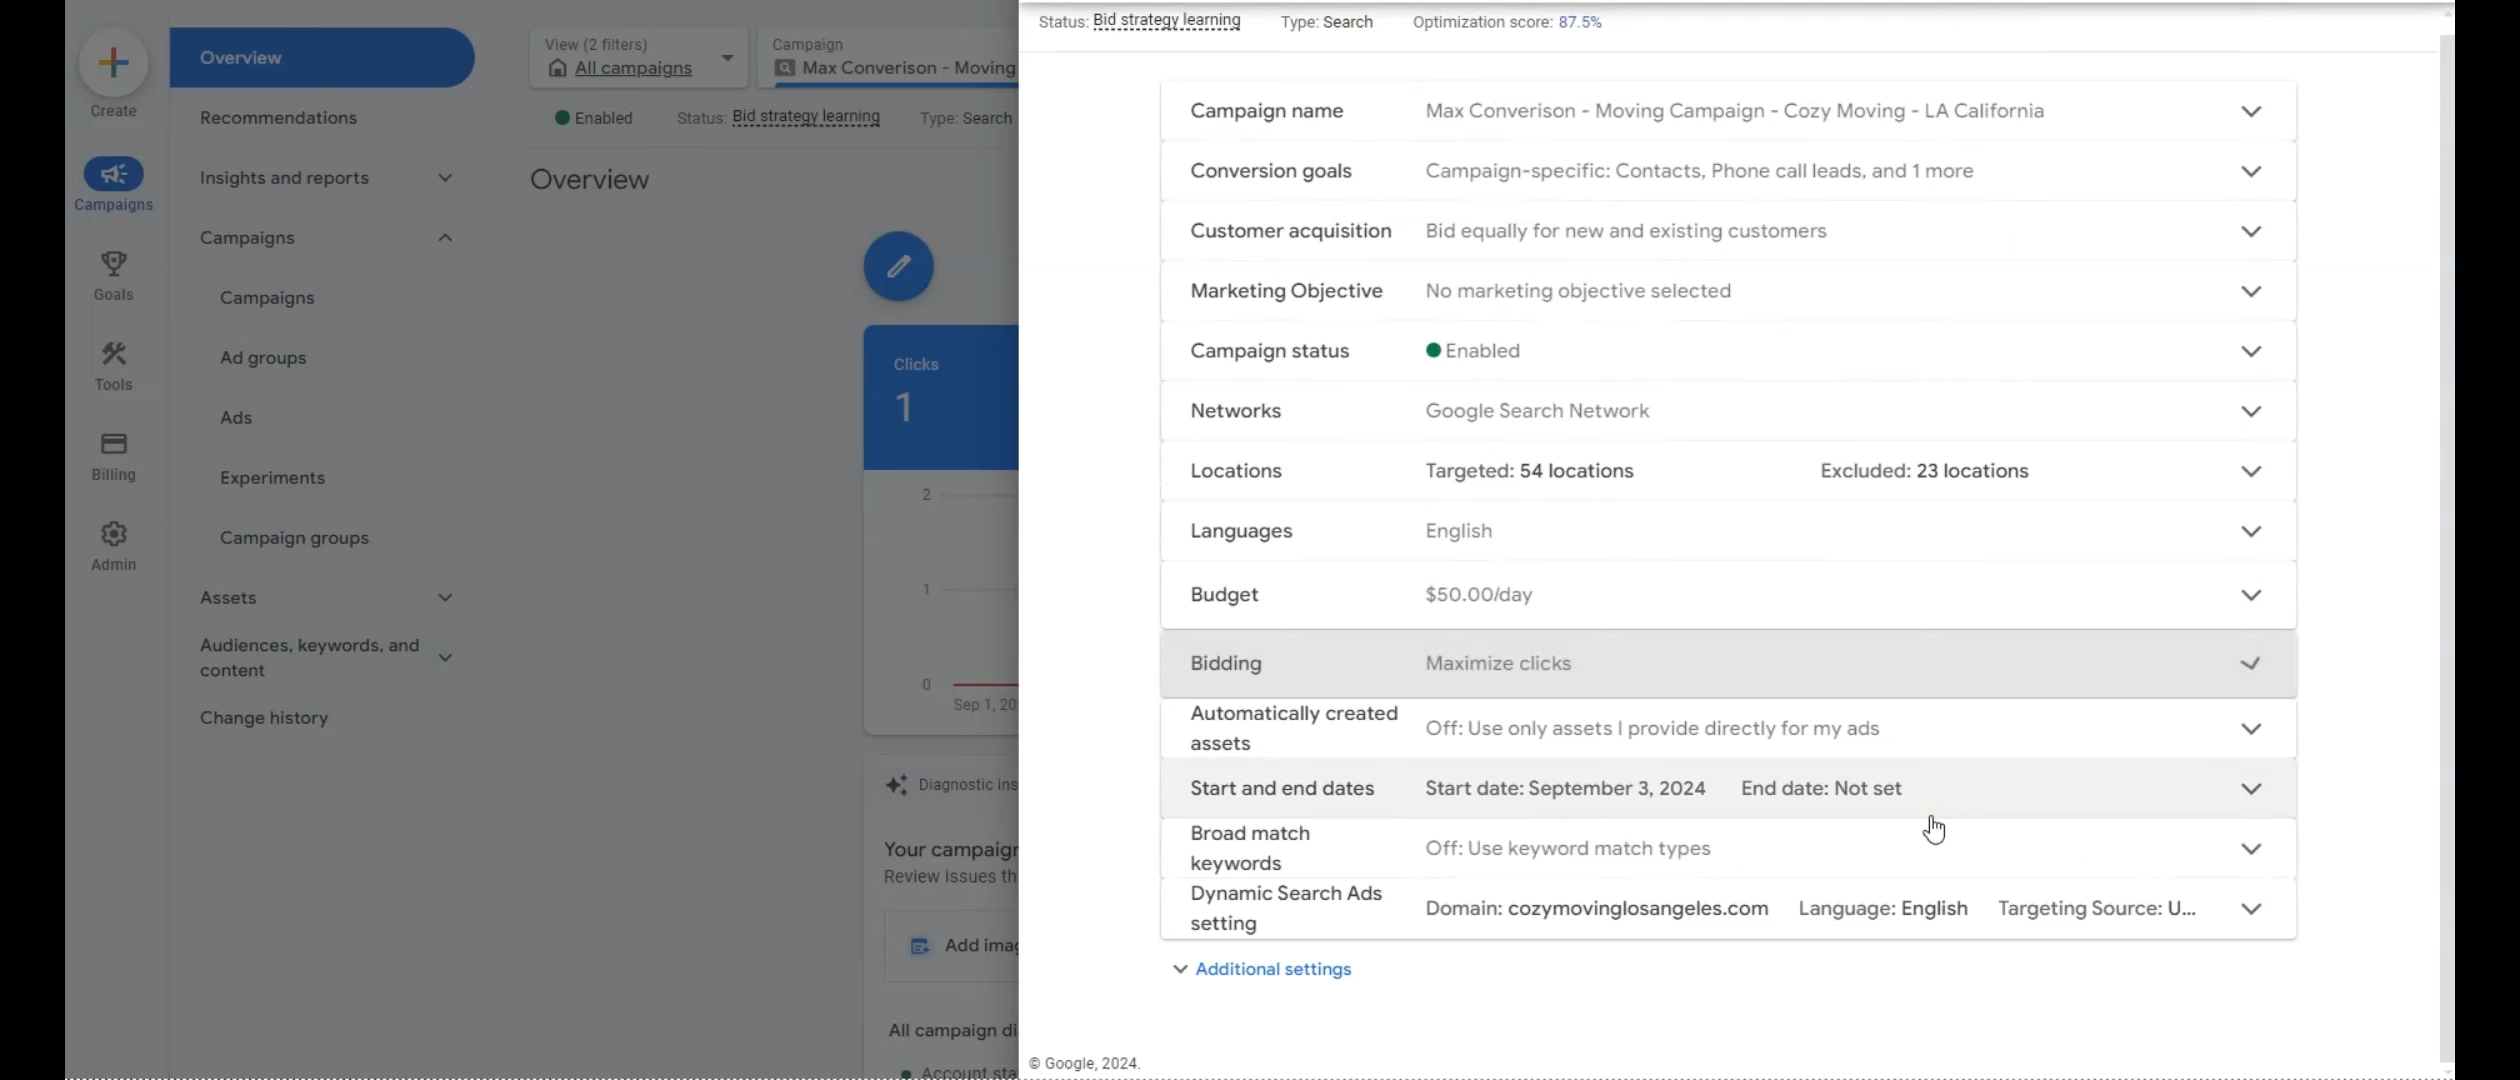 Create
Campaigns
Goals
Tools
Billing
Admin
Overview
Recommendations
Insights and reports
Campaigns
Campaigns
Ad groups
Ads
Experiments
Campaign groups
Assets
Audiences, keywords, and
content
Change history
View (2 filters)
All campaigns
Campaign
Max Converison - Moving
Enabled Status: Bid strategy learning Type: Search
Overview
Clicks
1
2
1
0
Sep 1, 20
Diagnostic ins
Your campaign
Review issues th
Add imag
All campaign di
Account sta
Status: Bid strategy learning Type: Search Optimization score: 87.5%
Campaign name Max Converison - Moving Campaign - Cozy Moving - LA California
Conversion goals Campaign-specific: Contacts, Phone call leads, and 1 more
Customer acquisition Bid equally for new and existing customers
Marketing Objective No marketing objective selected
Campaign status Enabled
Networks Google Search Network
Locations Targeted: 54 locations Excluded: 23 locations
Languages English
Budget $50.00/day
Bidding Maximize clicks
Automatically created
assets
Off: Use only assets I provide directly for my ads
Start and end dates Start date: September 3, 2024 End date: Not set
Broad match
keywords
Off: Use keyword match types
Dynamic Search Ads
setting
Domain: cozymovinglosangeles.com Language: English Targeting Source: U...
Additional settings
© Google, 2024.